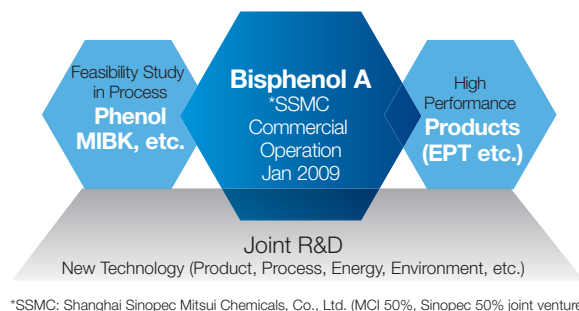 Feasibility Study
in Process
Phenol
MIBK, etc.
Bisphenol A
*SSMC
Commercial
Operation
Jan 2009
High
Performance
Products
(EPT etc.)
Joint R&D
New Technology (Product, Process, Energy, Environment, etc.)
*SSMC: Shanghai Sinopec Mitsui Chemicals, Co., Ltd. (MCI 50%, Sinopec 50% joint venture